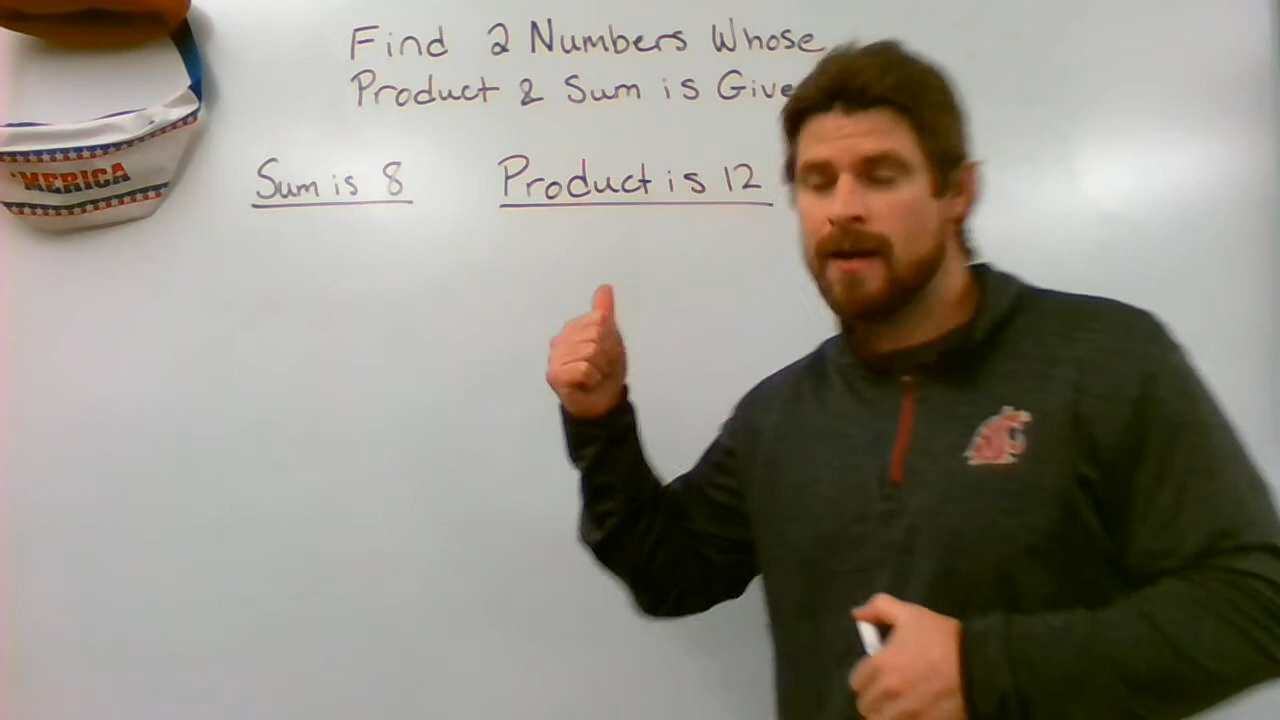 Find 2 Numbers Whose
Product & Sum is
Sum is 8
Product is 12
'MERICA